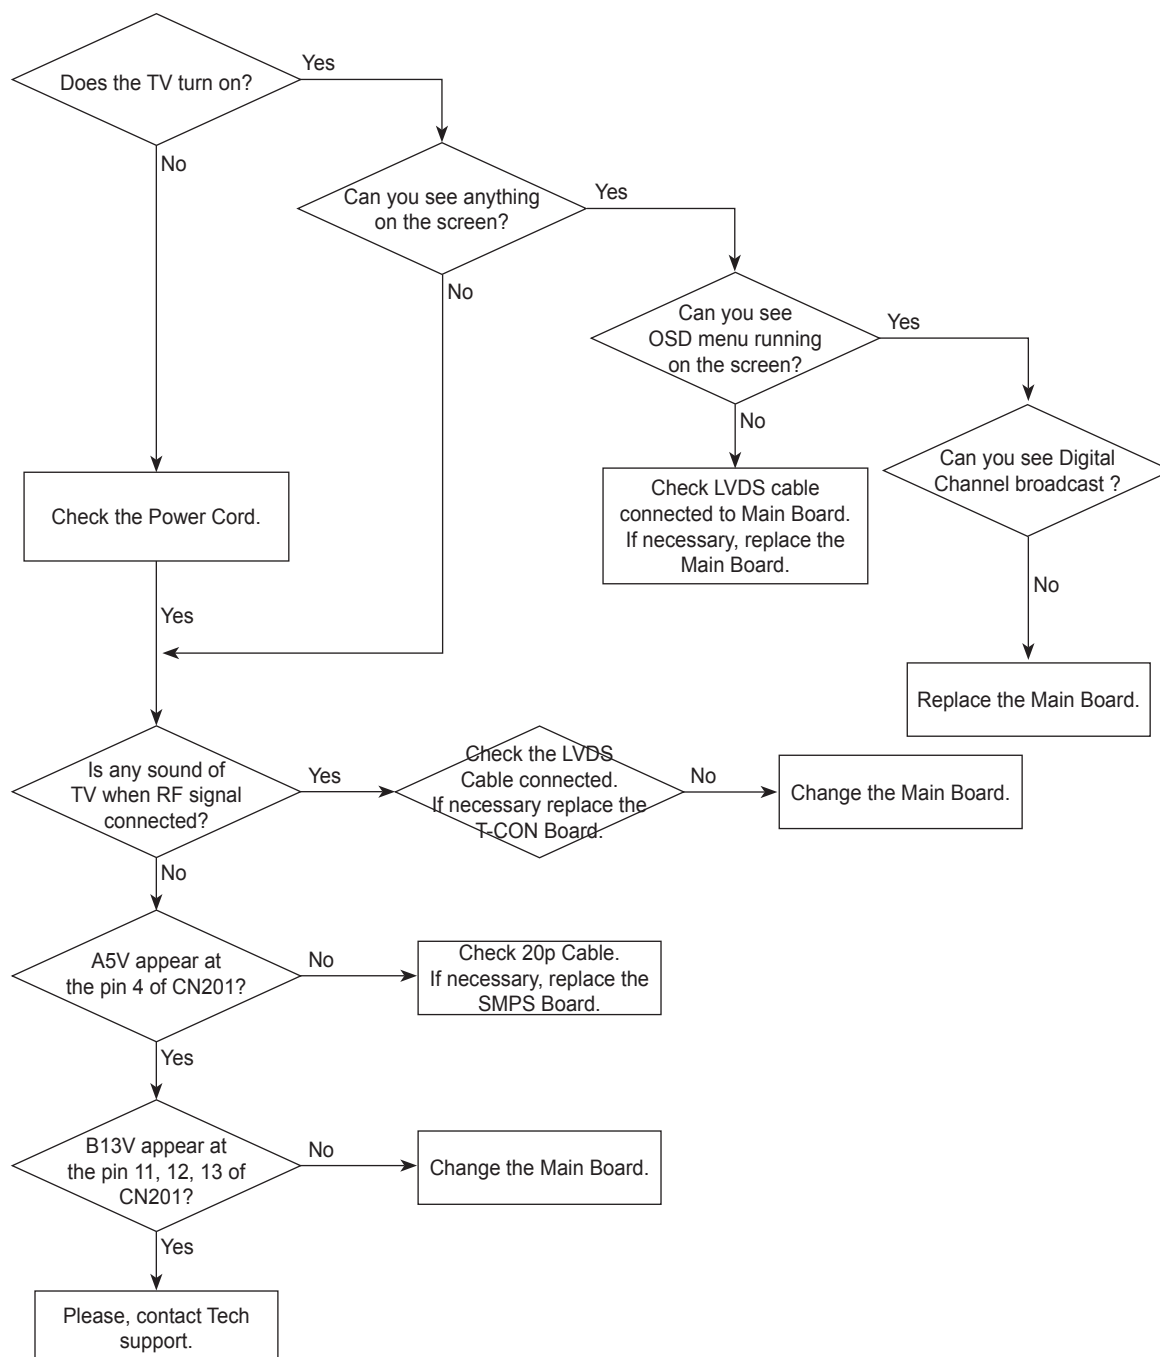 Does the TV turn on?
Yes
No
Can you see anything
on the screen?
Yes
No
Can you see
OSD menu running
on the screen?
Yes
No
Can you see Digital
Channel broadcast ?
No
Check the Power Cord.
Yes
Check LVDS cable
connected to Main Board.
If necessary, replace the
Main Board.
Replace the Main Board.
Is any sound of
TV when RF signal
connected?
Yes
No
Check the LVDS
Cable connected.
If necessary replace the
T-CON Board.
No
Change the Main Board.
A5V appear at
the pin 4 of CN201?
No
Yes
Check 20p Cable.
If necessary, replace the
SMPS Board.
B13V appear at
the pin 11, 12, 13 of
CN201?
No
Yes
Change the Main Board.
Please, contact Tech
support.